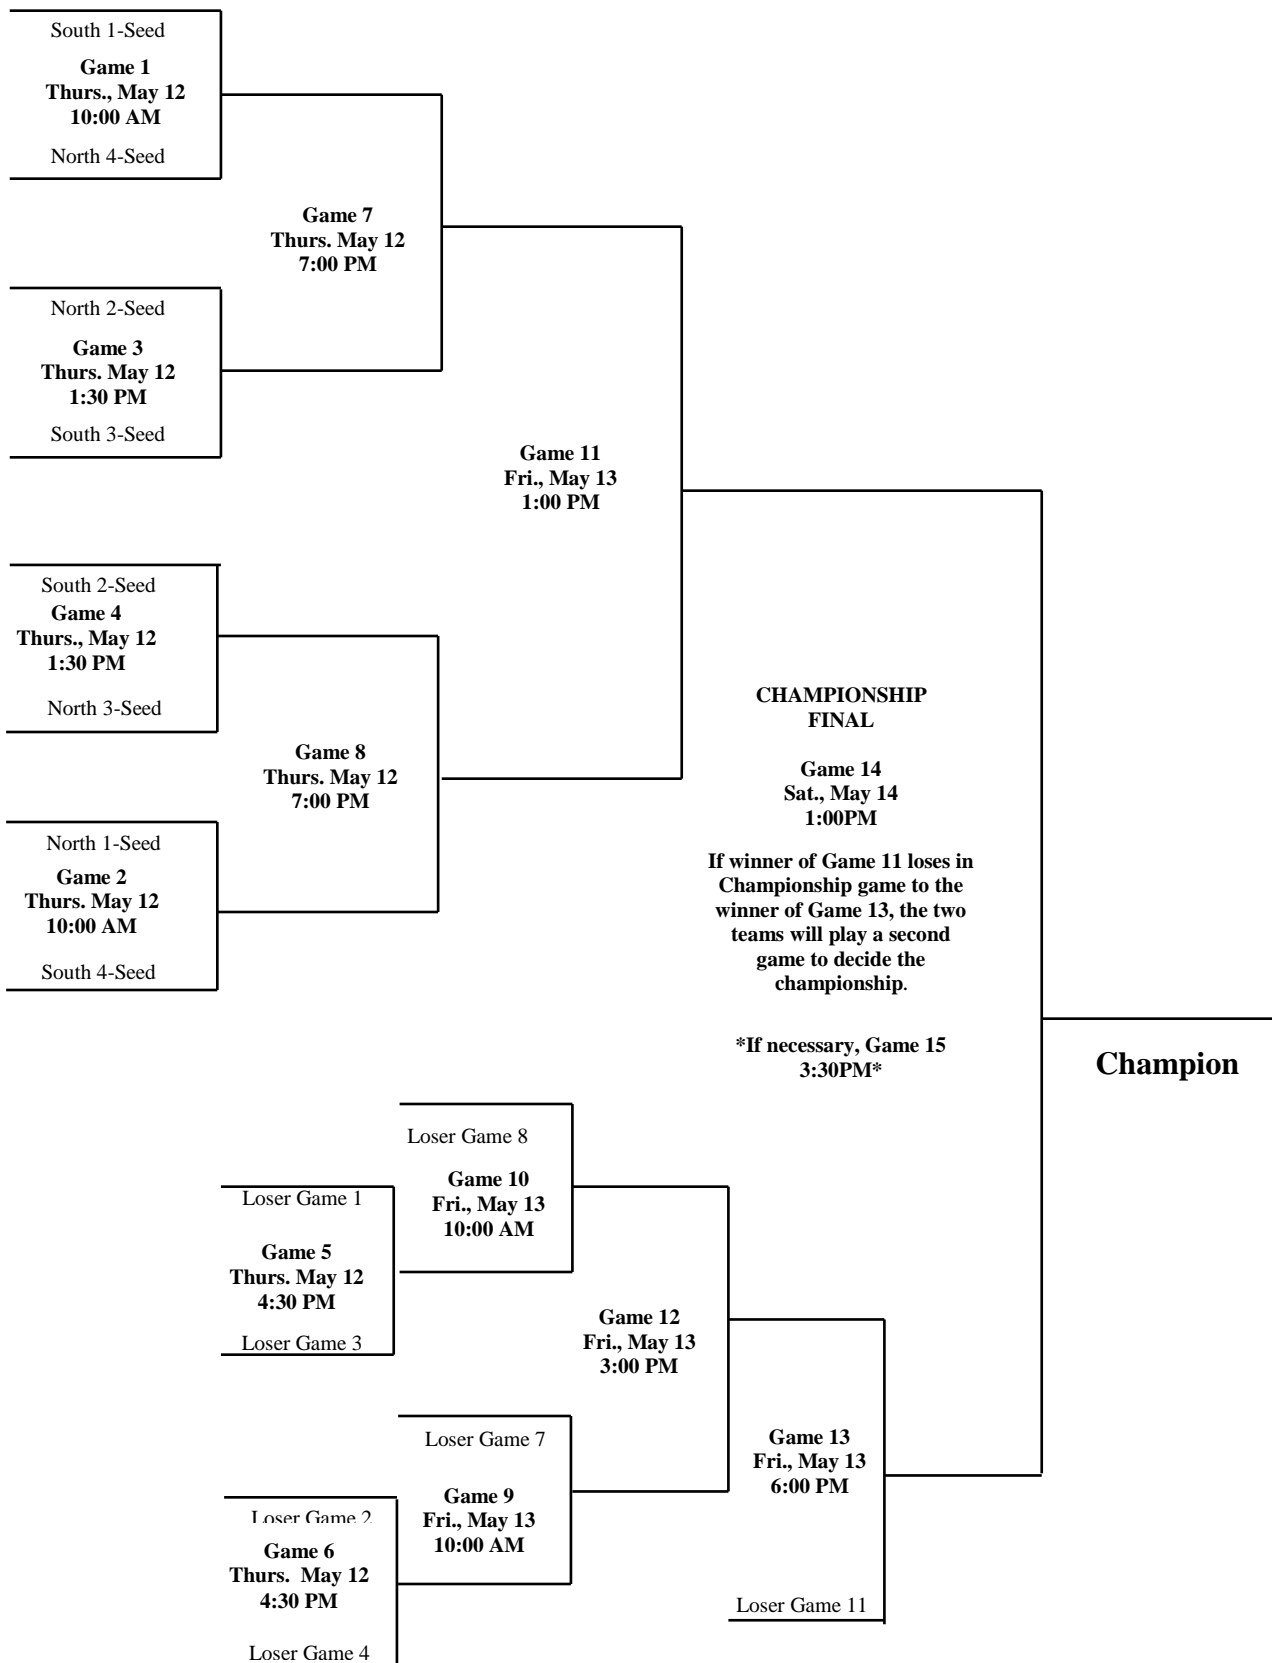 South 1-Seed
Game 1
Thurs., May 12
10:00 AM
North 4-Seed
Game 7
Thurs. May 12
7:00 PM
North 2-Seed
Game 3
Thurs. May 12
1:30 PM
South 3-Seed
Game 11
Fri., May 13
1:00 PM
South 2-Seed
Game 4
Thurs., May 12
1:30 PM
North 3-Seed
Game 8
Thurs. May 12
7:00 PM
North 1-Seed
Game 2
Thurs. May 12
10:00 AM
South 4-Seed
CHAMPIONSHIP
FINAL
Game 14
Sat., May 14
1:00PM
If winner of Game 11 loses in
Championship game to the
winner of Game 13, the two
teams will play a second
game to decide the
championship.
*If necessary, Game 15
3:30PM*
Champion
Loser Game 8
Game 10
Fri., May 13
10:00 AM
Loser Game 1
Game 5
Thurs. May 12
4:30 PM
Loser Game 3
Game 12
Fri., May 13
3:00 PM
Loser Game 7
Game 9
Fri., May 13
10:00 AM
Loser Game 2
Game 6
Thurs.  May 12
4:30 PM
Loser Game 4
Game 13
Fri., May 13
6:00 PM
Loser Game 11